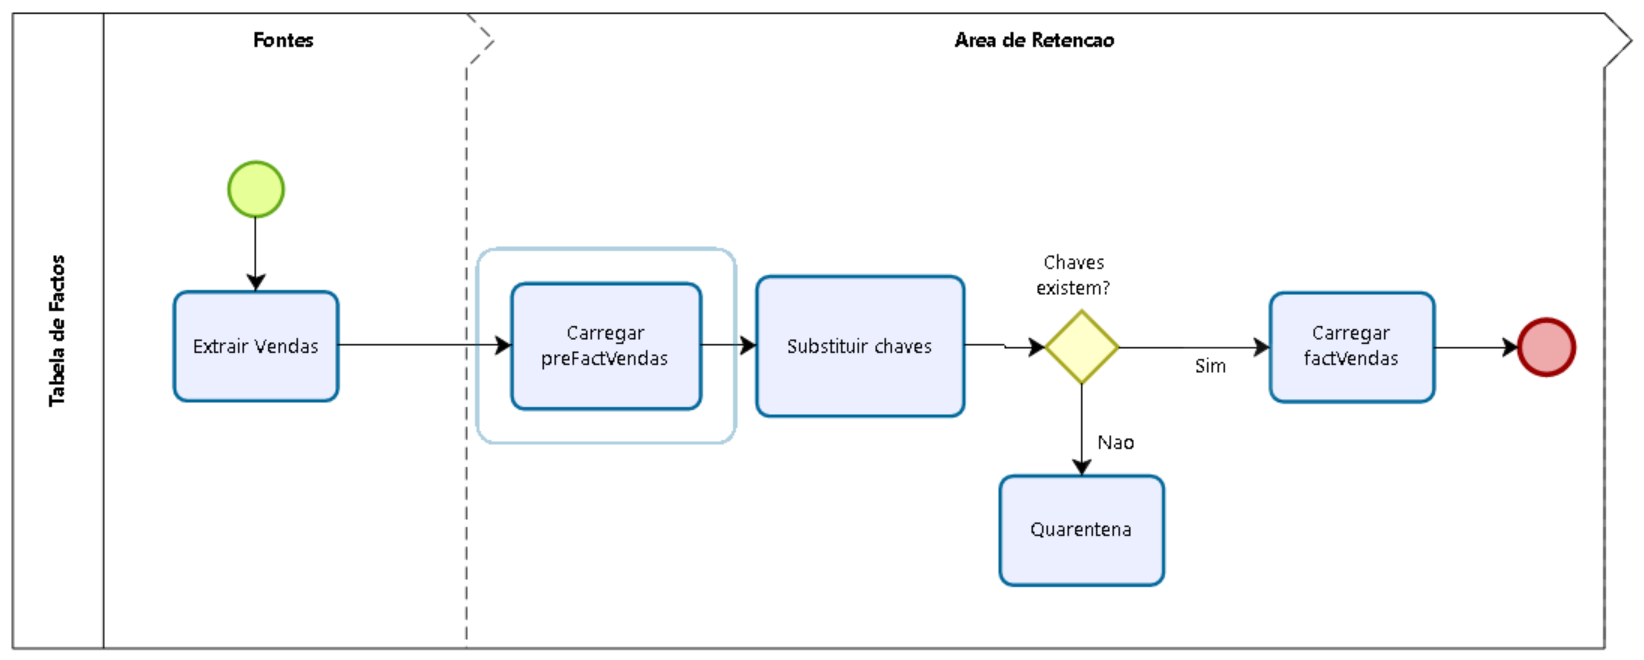 Fontes
Area de Retencao
Tabela de Factos
Extrair Vendas
Carregar
preFactVendas
Substituir chaves
Chaves
existem?
Sim
Carregar
factVendas
Nao
Quarentena